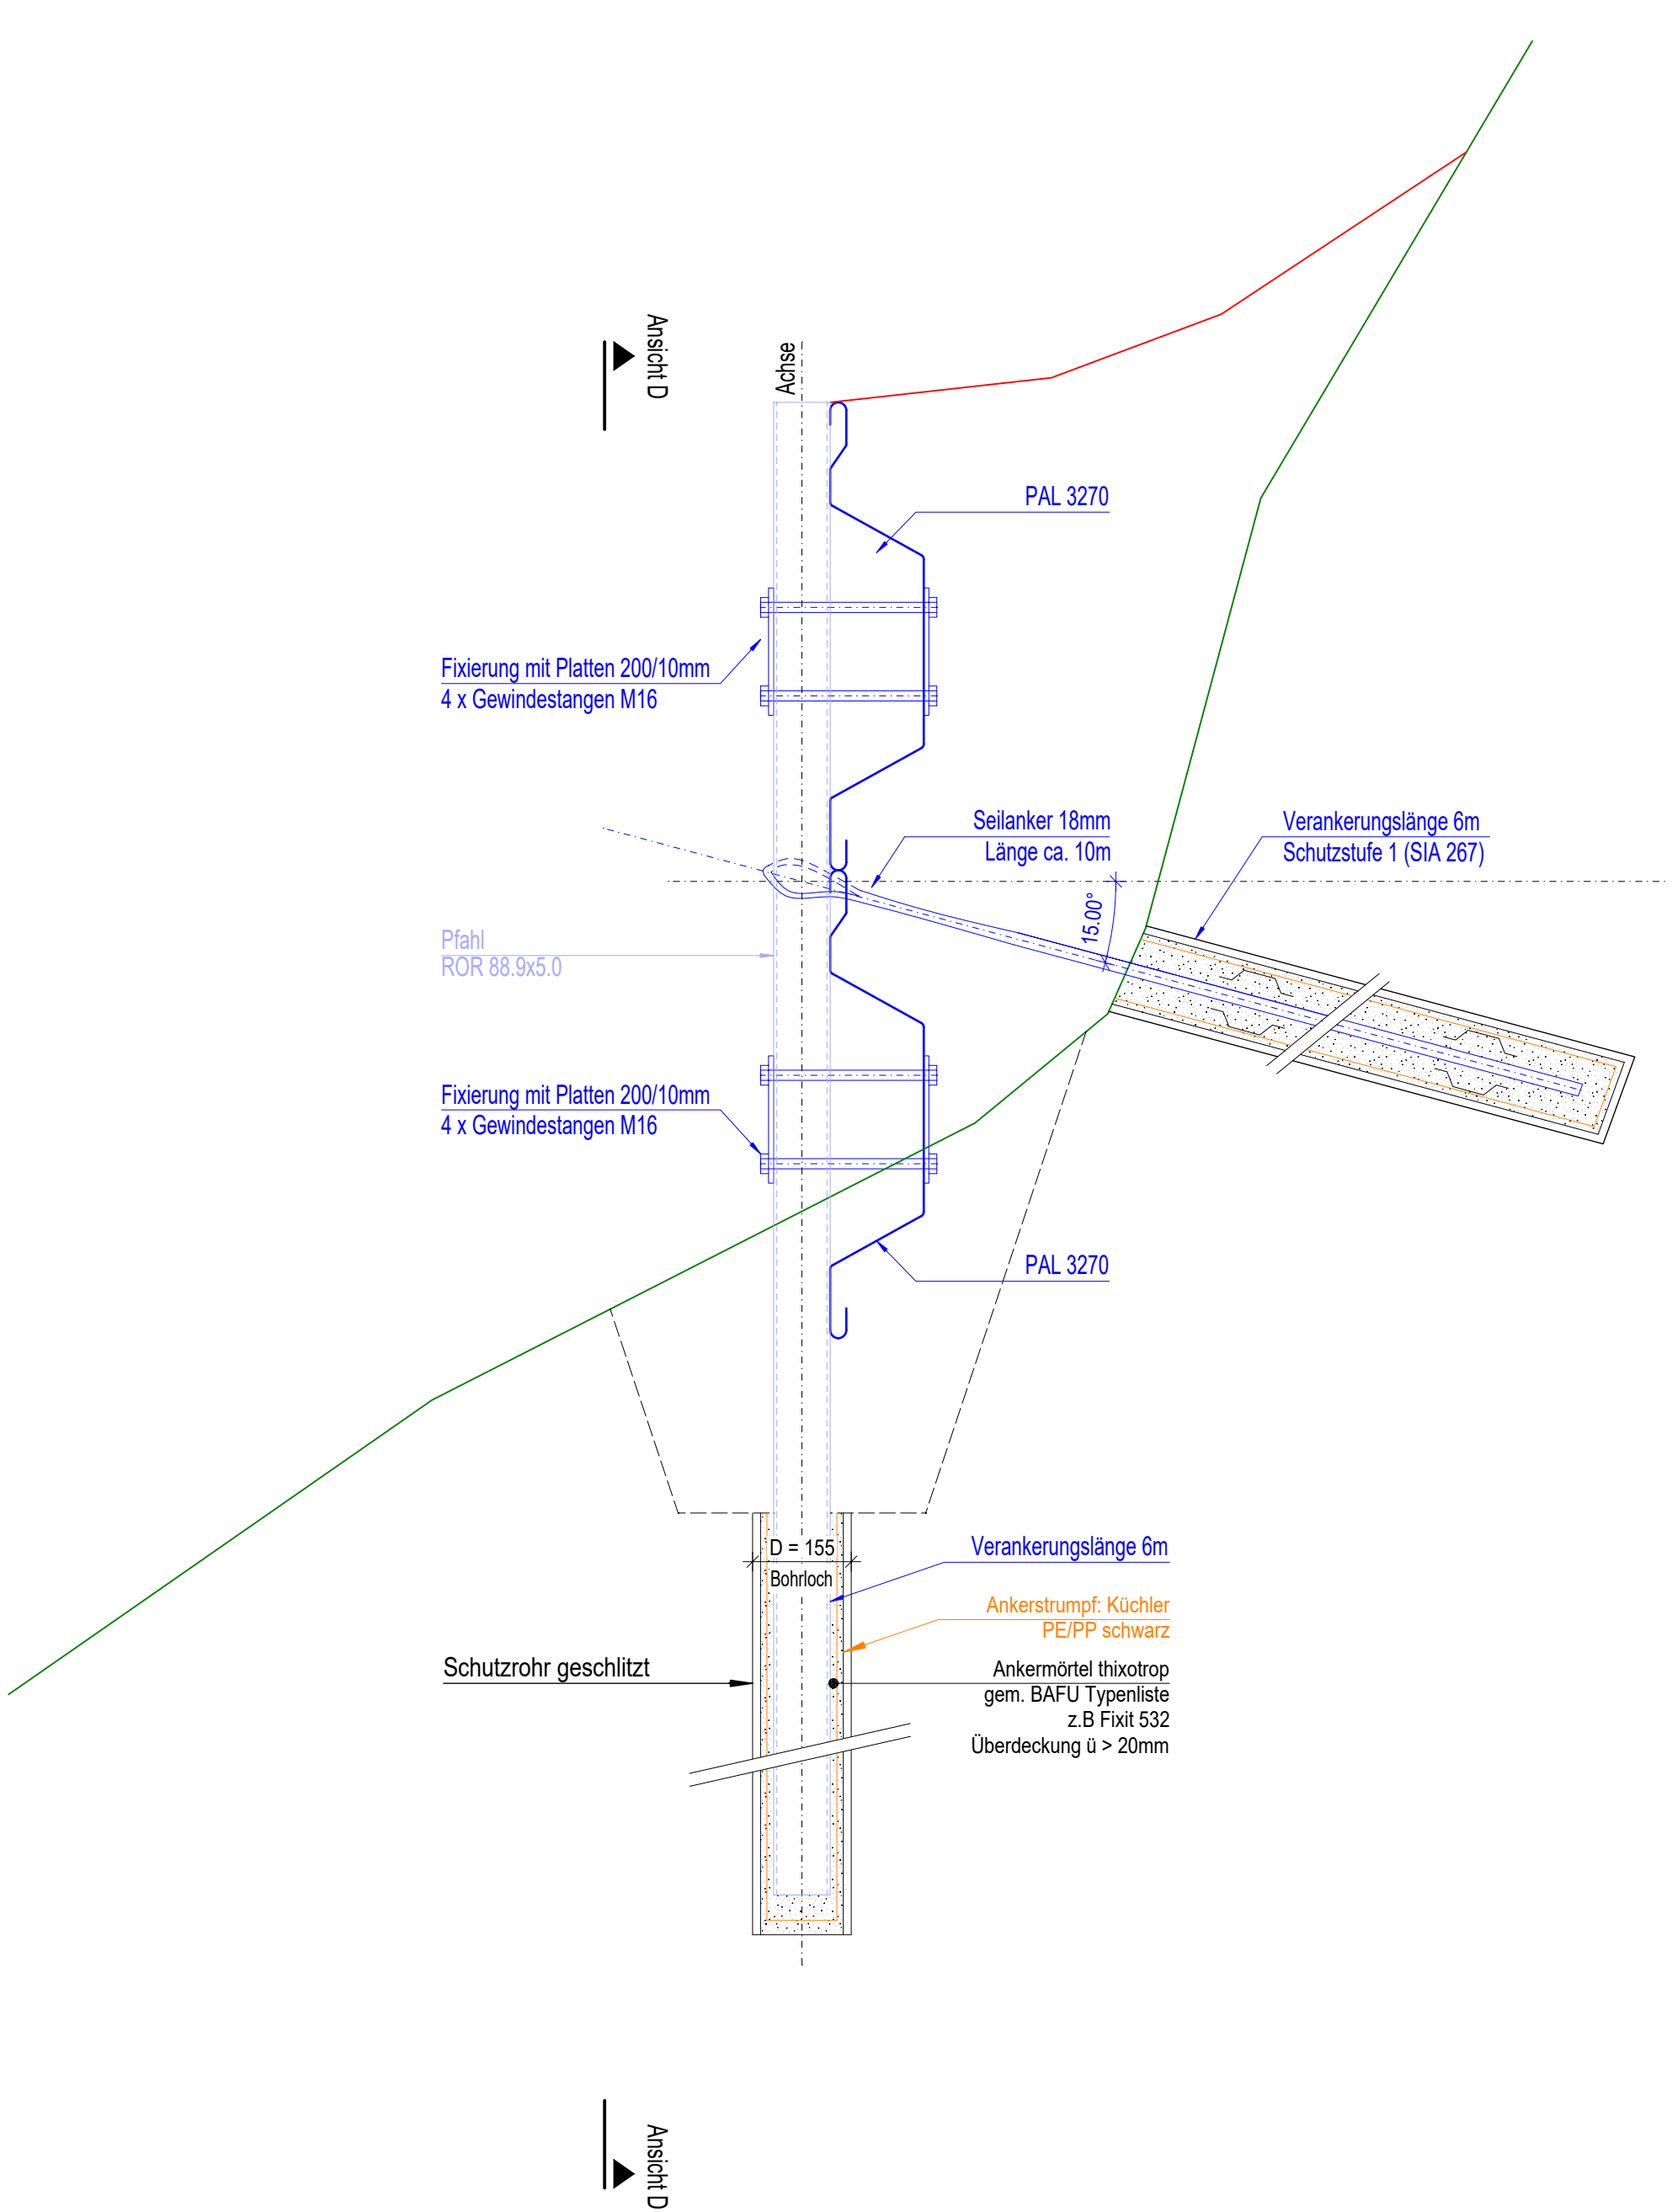 Ansicht D
Achse
PAL 3270
Fixierung mit Platten 200/10mm
4 x Gewindestangen M16
Seilanker 18mm
Länge ca. 10m
Verankerungslänge 6m
Schutzstufe 1 (SIA 267)
15.00°
Pfahl
ROR 88.9x5.0
Fixierung mit Platten 200/10mm
4 x Gewindestangen M16
PAL 3270
D = 155
Bohrloch
Verankerungslänge 6m
Ankerstrumpf: Küchler
PE/PP schwarz
Schutzrohr geschlitzt
Ankermörtel thixotrop
gem. BAFU Typenliste
z.B Fixit 532
Überdeckung ü > 20mm
Ansicht D